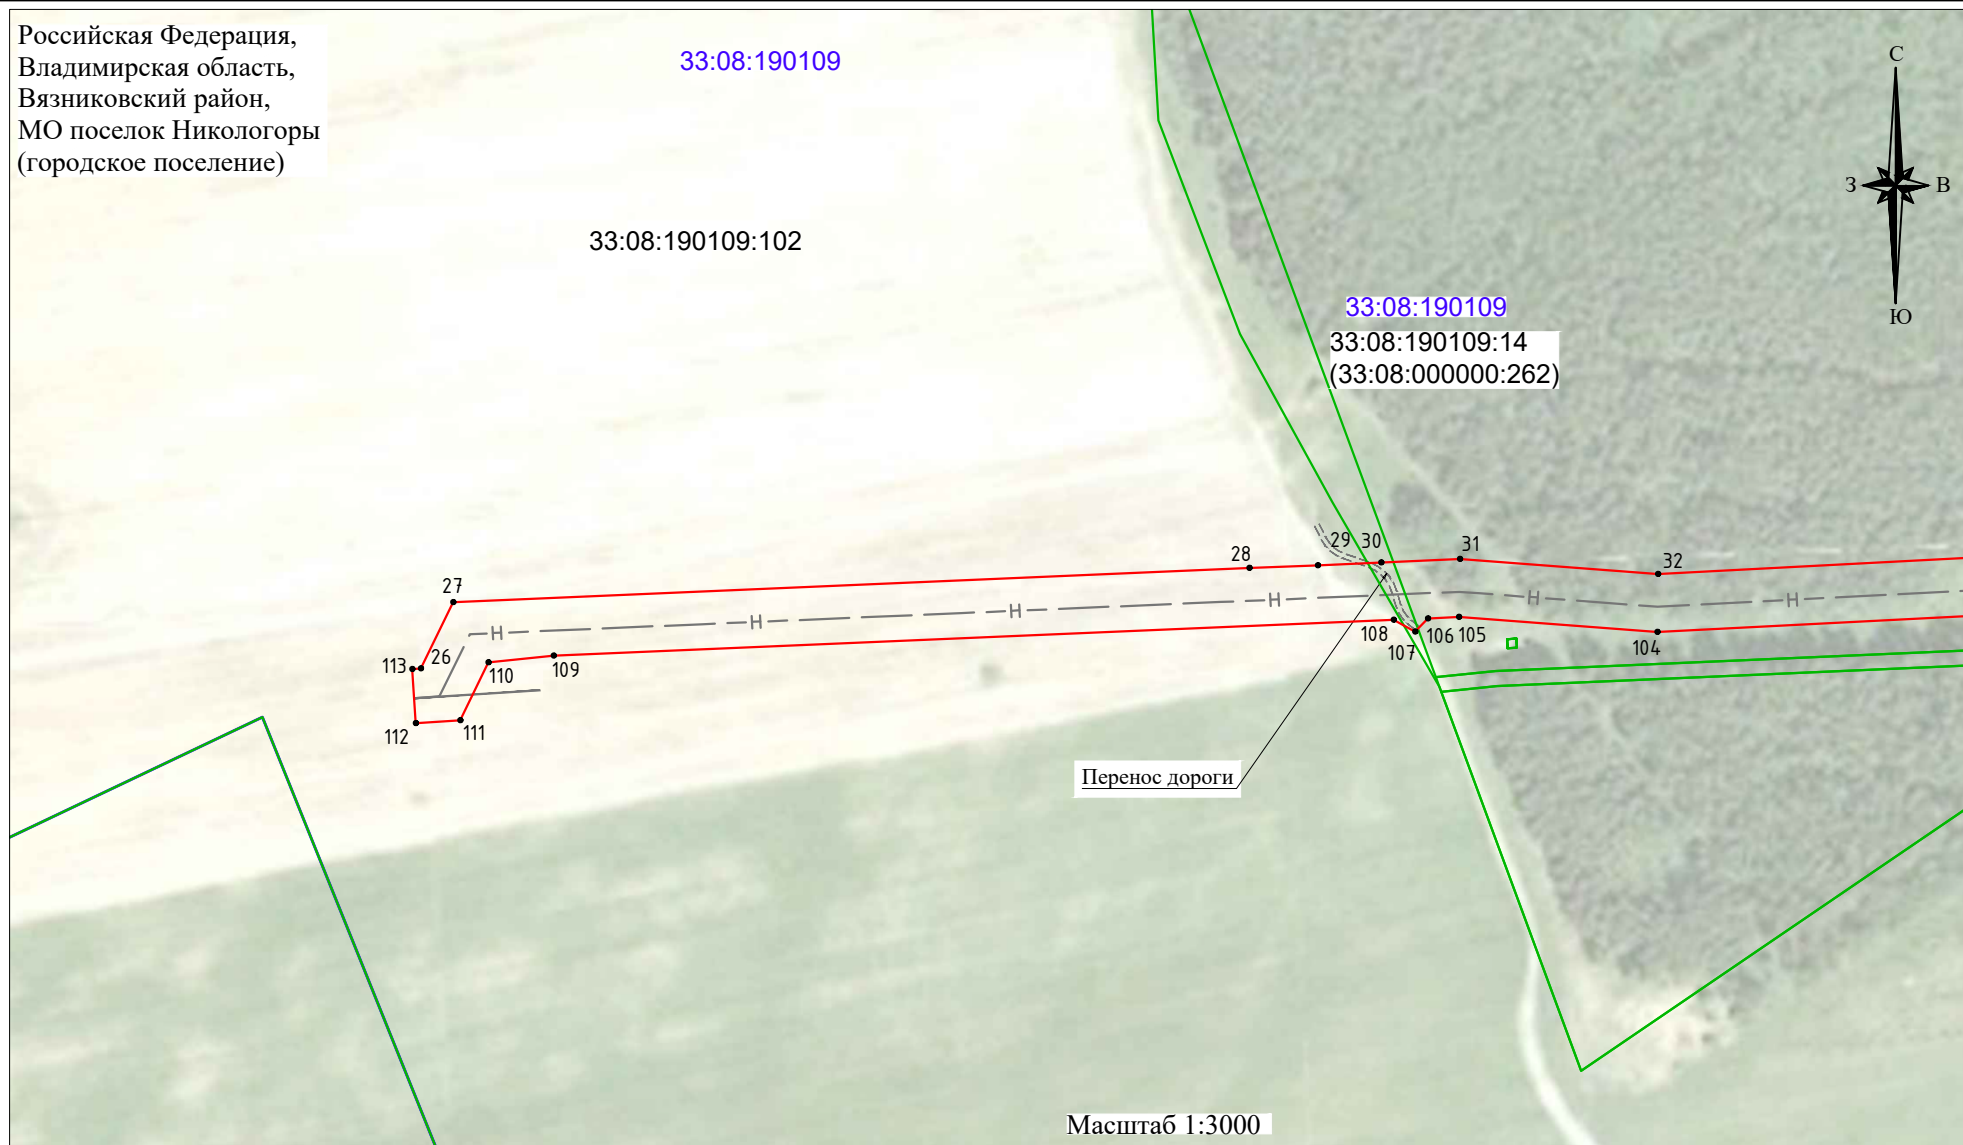 Российская Федерация,
Владимирская область,
Вязниковский район,
МО поселок Никологоры
(городское поселение)
33:08:190109
33:08:190109:102
С
З
В
Ю
33:08:190109
33:08:190109:14
(33:08:000000:262)
27
28
29
30
31
32
Н
Н
Н
Н
Н
Н
113
26
110
109
108
107
106
105
104
112
111
Перенос дороги
Масштаб 1:3000